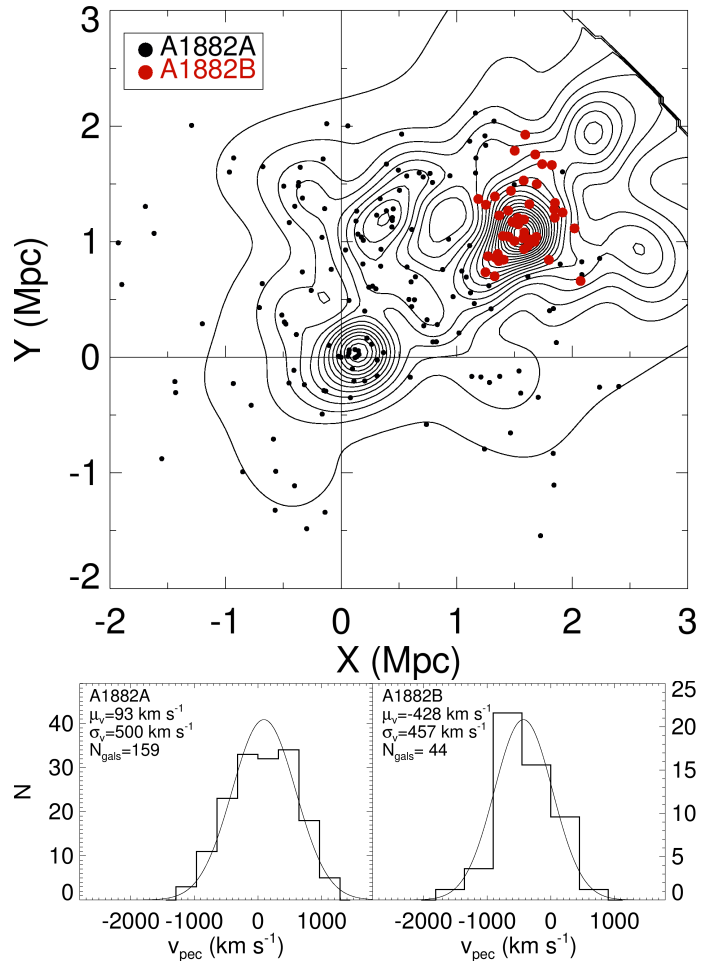 3
A1882A
A1882B
2
1
0
-1
-2
Y (Mpc)
-2 -1 0 1 2 3
X (Mpc)
A1882A
μv=93 km s-1
σv=500 km s-1
Ngals=159
A1882B
μv=-428 km s-1
σv=457 km s-1
Ngals= 44
40
30
20
10
0
N
25
20
15
10
5
0
-2000 -1000 0 1000
-2000 -1000 0 1000
vpec (km s-1)
vpec (km s-1)